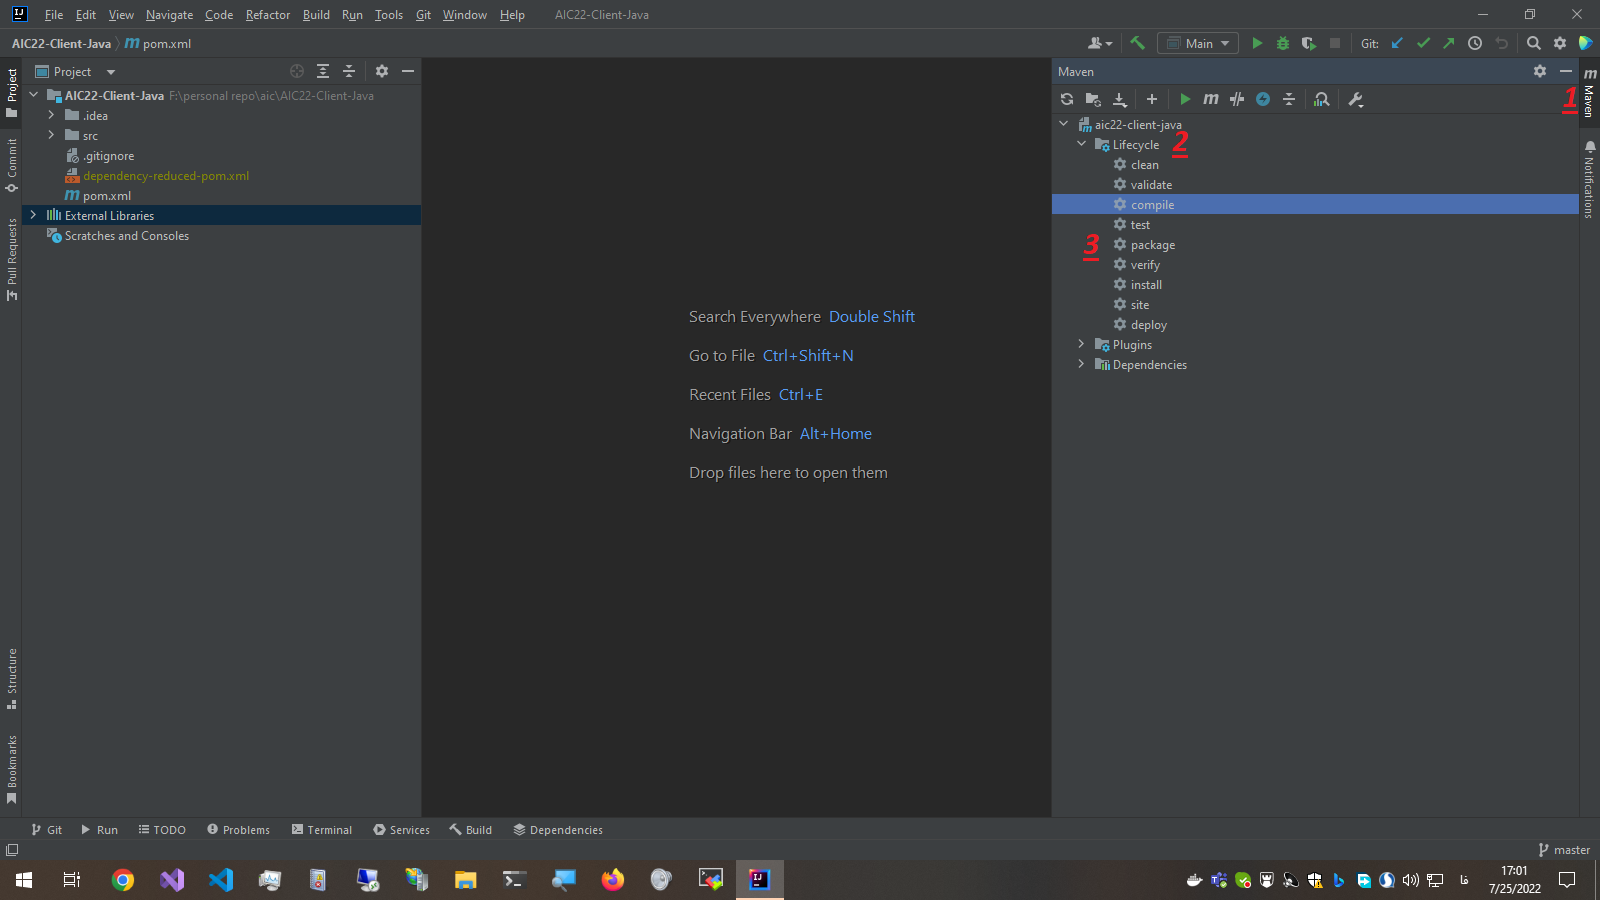 File Edit View Navigate Code Refactor Build Run Tools Git Window Help AIC22-Client-Java
AIC22-Client-Java m pom.xml
Main Git:
Project
Maven
Project
Commit
Pull Requests
Structure
Bookmarks
AIC22-Client-Java F:\personal repo\aic\AIC22-Client-Java
.idea
src
.gitignore
dependency-reduced-pom.xml
m pom.xml
External Libraries
Scratches and Consoles
Search Everywhere Double Shift
Go to File Ctrl+Shift+N
Recent Files Ctrl+E
Navigation Bar Alt+Home
Drop files here to open them
m
1
aic22-client-java
Lifecycle 2
clean
validate
compile
test
3 package
verify
install
site
deploy
Plugins
Dependencies
m Maven
Notifications
Git Run TODO Problems Terminal Services Build Dependencies
master
IJ
فا
17:01
7/25/2022